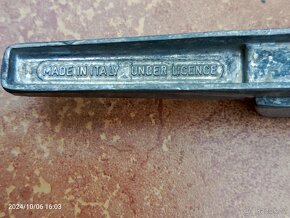 MADE IN ITALY UNDER LICENCE
2024/10/06 16:03